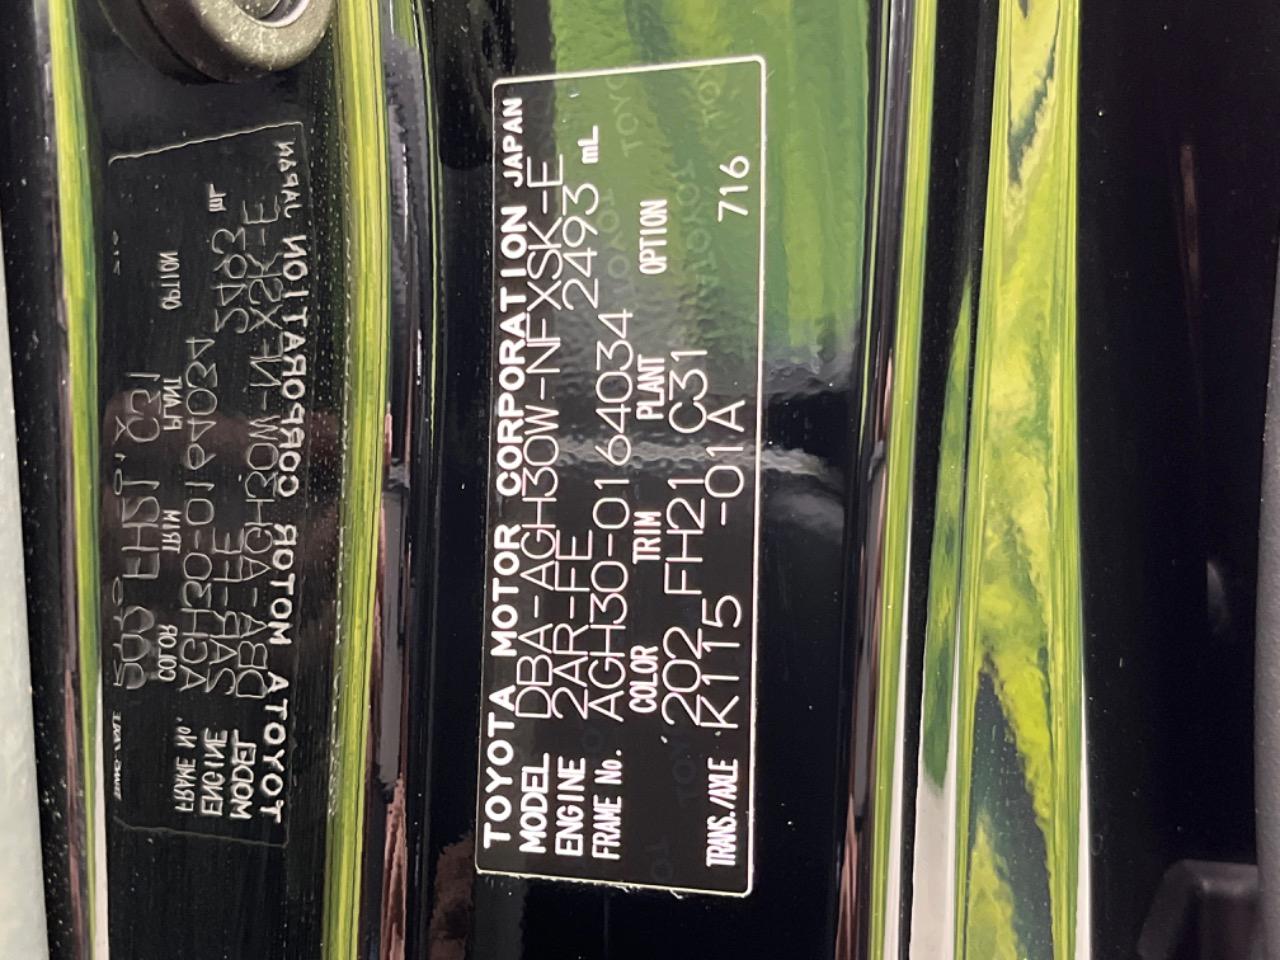 TOYOTA MOTOR CORPORATION JAPAN
MODEL DBA-AGH30W-NFXSK-E
ENGINE 2AR-FE 2493 mL
FRAME No. AGH30-0164034
COLOR TRIM PLANT OPTION
202 FH21 C31
TRANS./AXLE K115 -01A 716